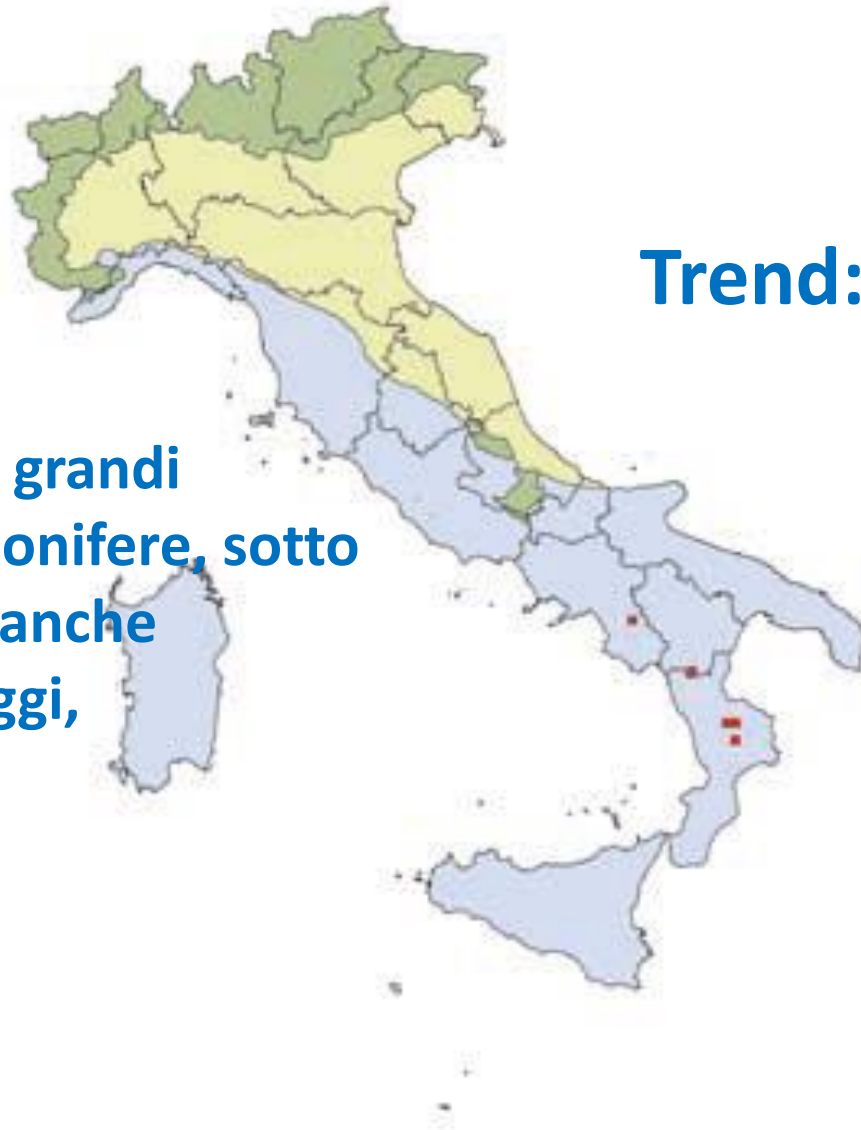 Trend:
grandi
onifere, sotto
anche
ggi,